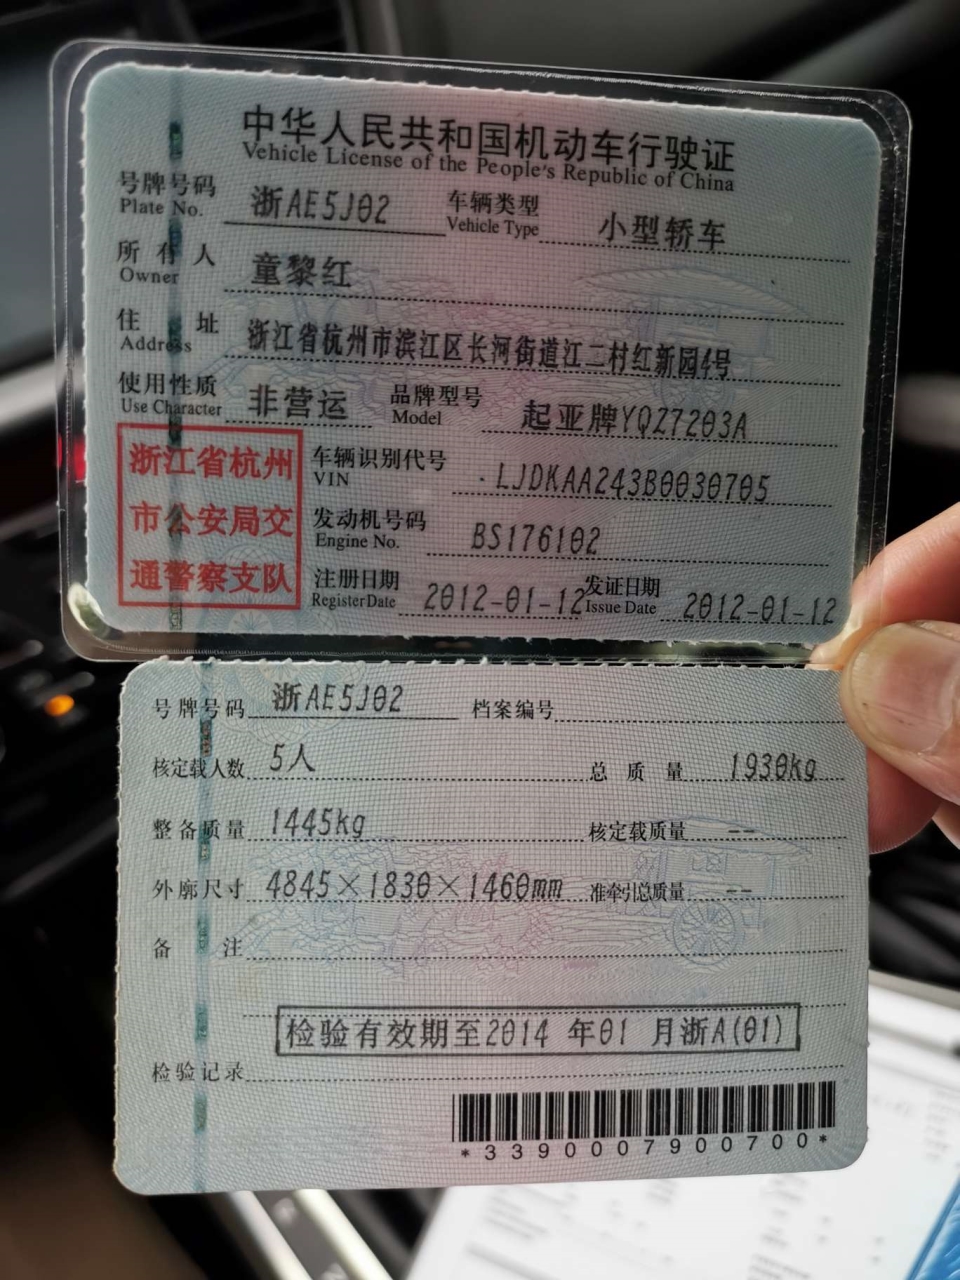 中华人民共和国机动车行驶证
Vehicle License of the People's Republic of China
号牌号码 浙AE5J02 车辆类型 小型轿车
Plate No. Vehicle Type
所有人 童黎红
Owner
住址 浙江省杭州市滨江区长河街道江二村红新园4号
Address
使用性质 非营运 品牌型号 起亚牌YQZ7203A
Use Character Model
浙江省杭州
市公安局交
通警察支队
车辆识别代号 LJDKAA243B0030705
VIN
发动机号码 BS176102
Engine No.
注册日期 2012-01-12 发证日期 2012-01-12
Register Date Issue Date
号牌号码 浙AE5J02 档案编号
核定载人数 5人 总质量 1930kg
整备质量 1445kg 核定载质量 --
外廓尺寸 4845×1830×1460mm 准牵引总质量 --
备注
检验有效期至2014 年01 月浙A(01)
检验记录
*3390007900700*